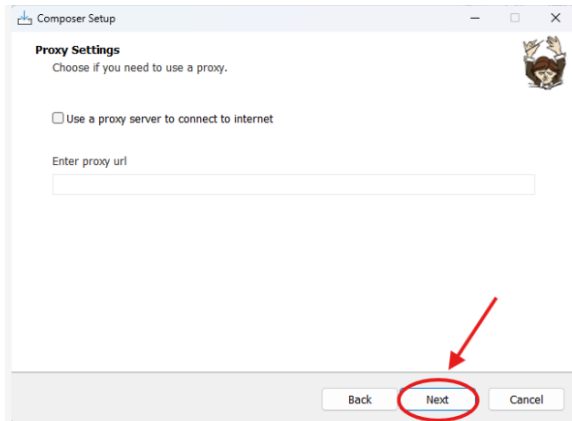 Composer Setup
Proxy Settings
Choose if you need to use a proxy.
Use a proxy server to connect to internet
Enter proxy url
Back Next Cancel